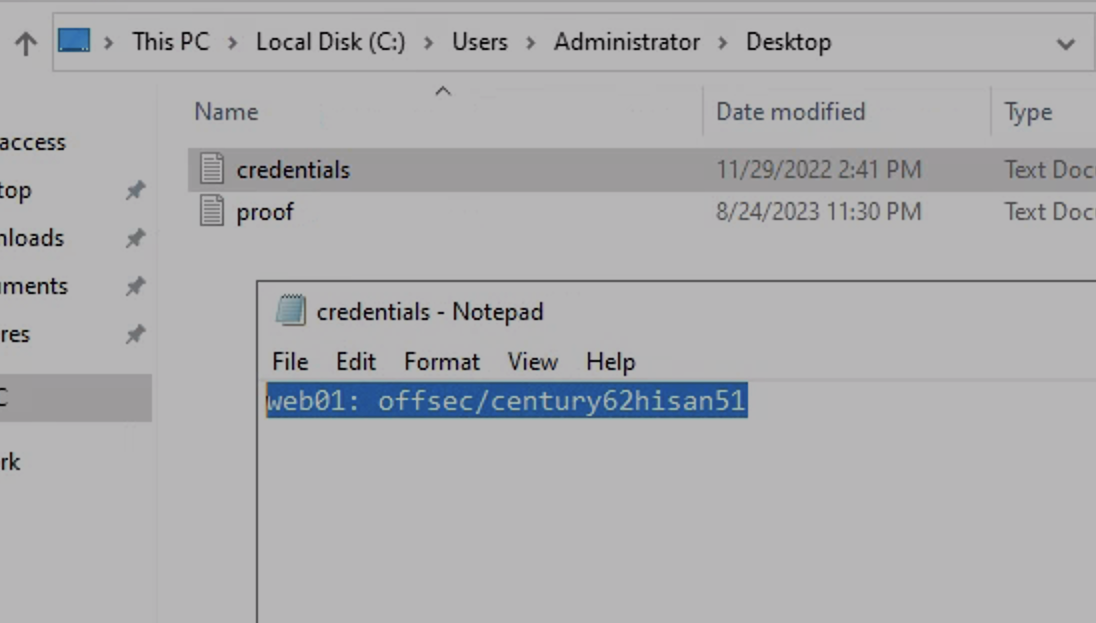 This PC > Local Disk (C:) > Users > Administrator > Desktop
Name Date modified Type
access
credentials 11/29/2022 2:41 PM Text Doc
top
proof 8/24/2023 11:30 PM Text Doc
nloads
uments
credentials - Notepad
res
File Edit Format View Help
C
web01: offsec/century62hisan51
rk